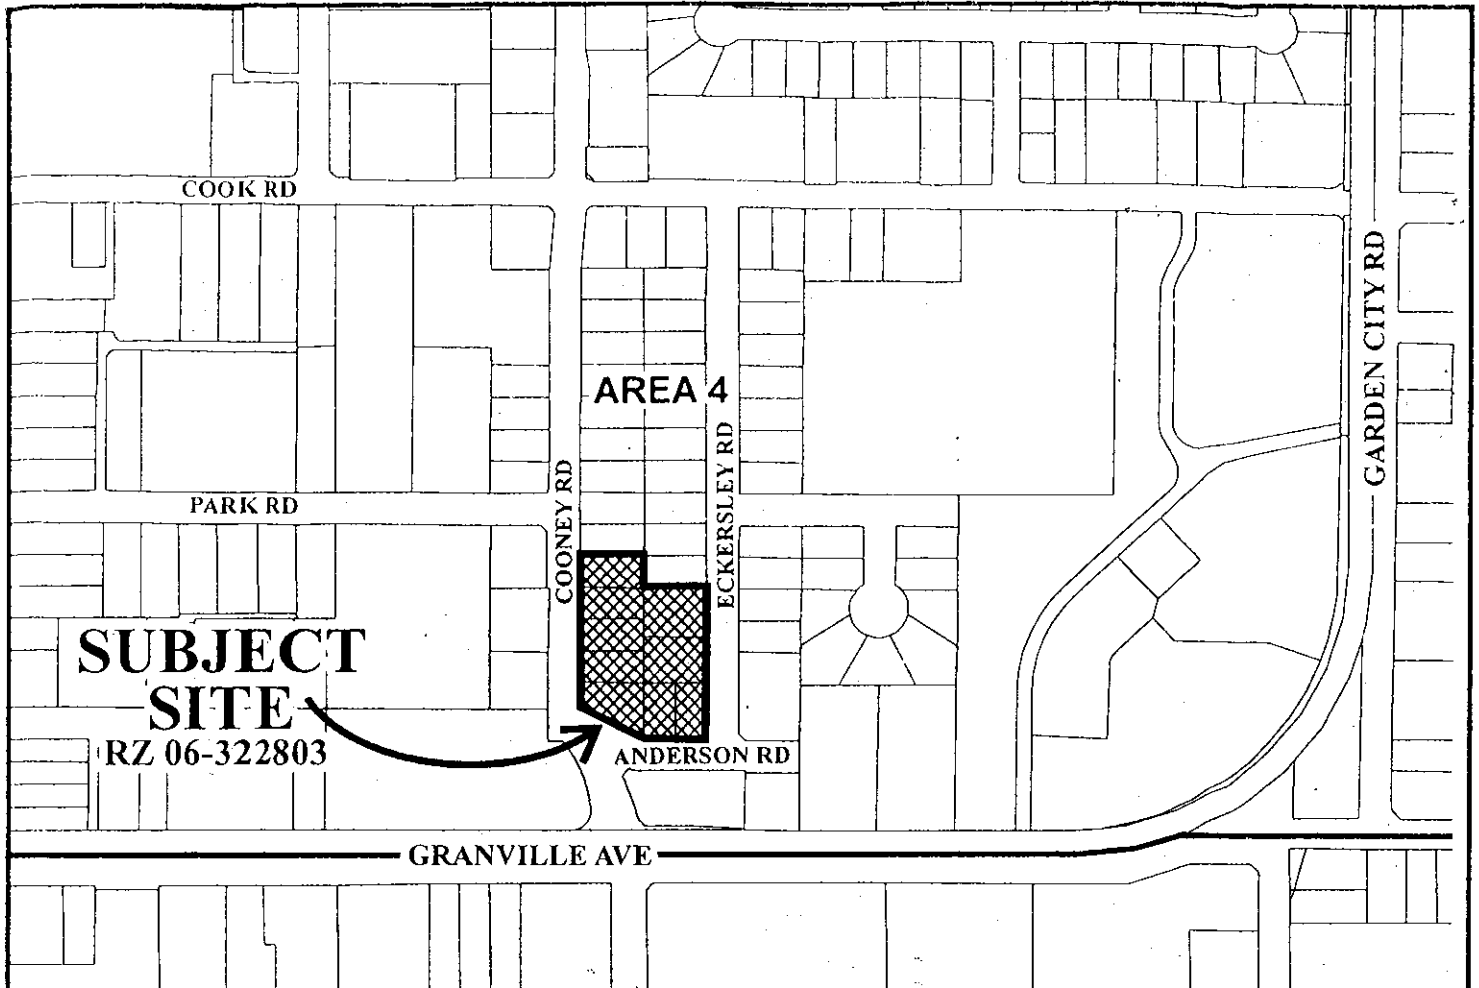 COOK RD
GARDEN CITY RD
AREA 4
COONEY RD
ECKERSLEY RD
PARK RD
SUBJECT
SITE
RZ 06-322803
ANDERSON RD
GRANVILLE AVE